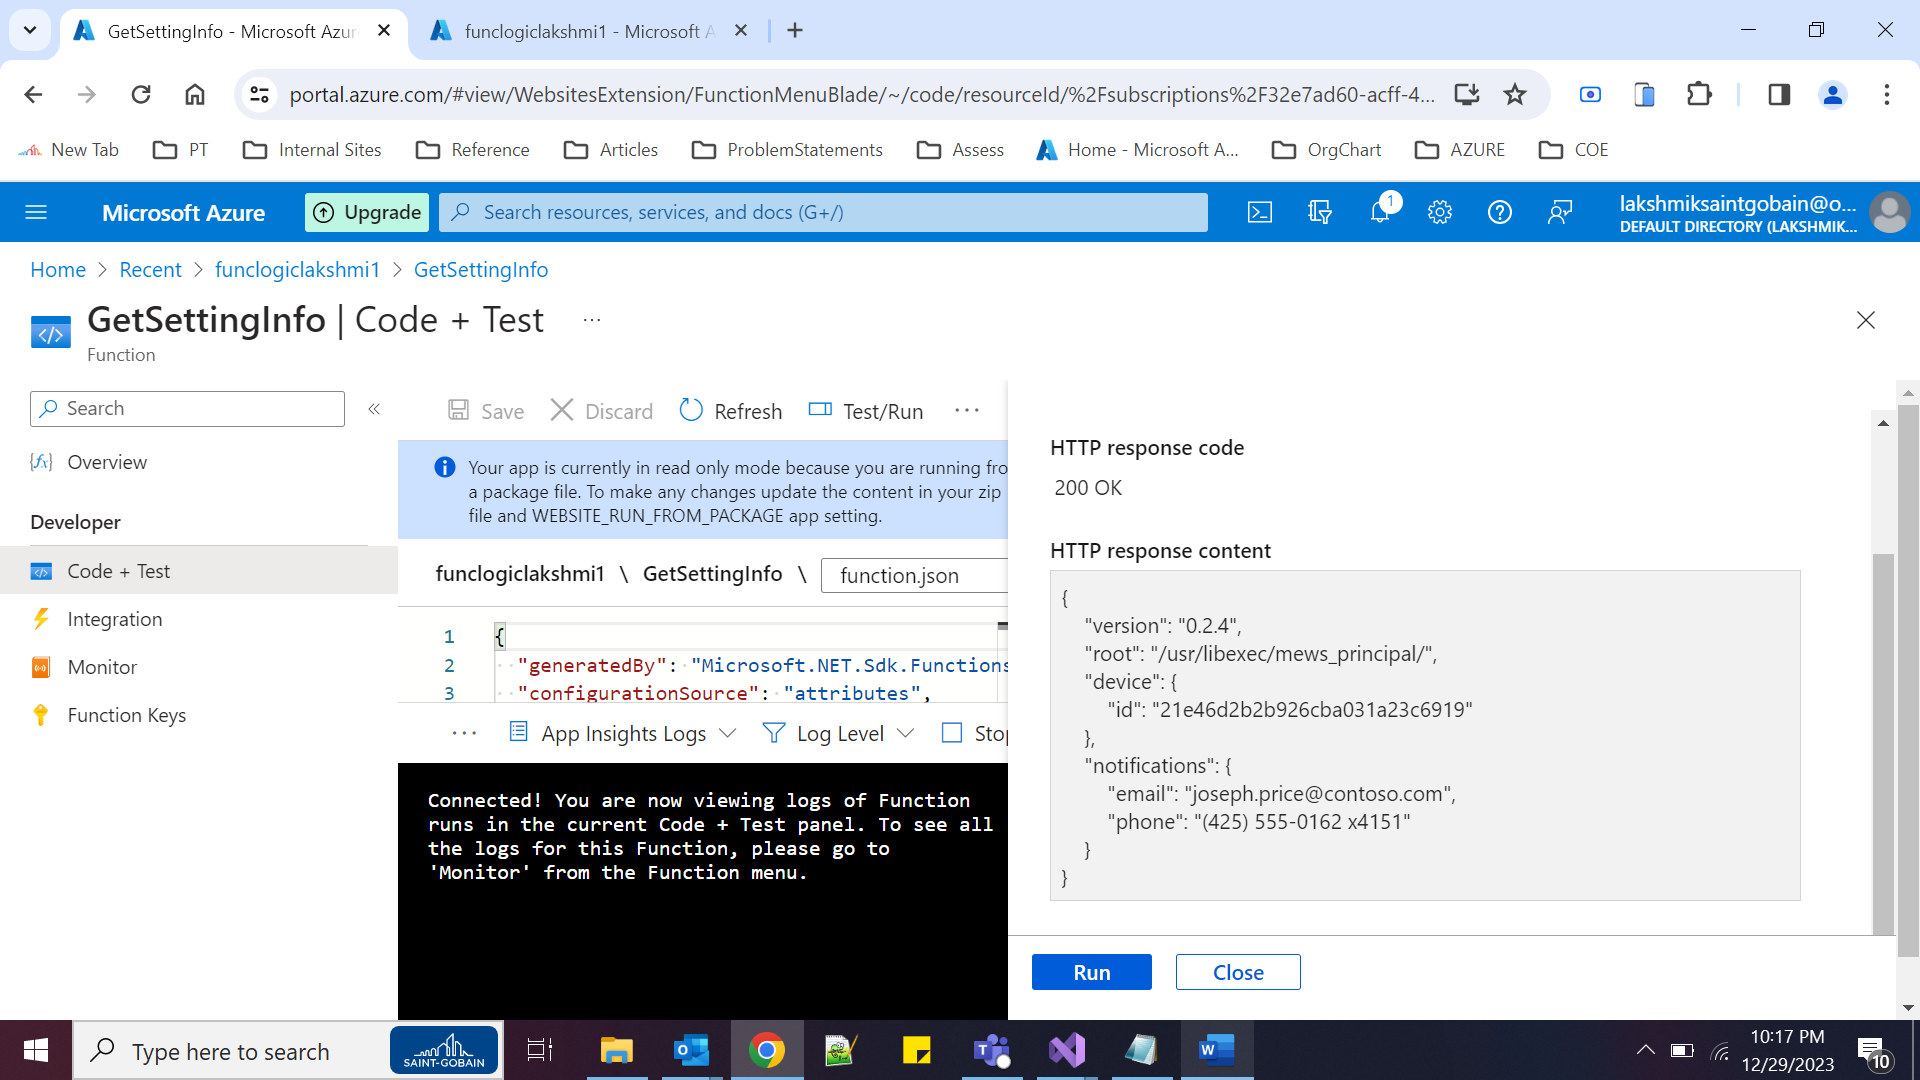 GetSettingInfo - Microsoft Azur
funclogiclakshmi1 - Microsoft A
portal.azure.com/#view/WebsitesExtension/FunctionMenuBlade/~/code/resourceId/%2Fsubscriptions%2F32e7ad60-acff-4...
New Tab PT Internal Sites Reference Articles ProblemStatements Assess Home - Microsoft A... OrgChart AZURE COE
Microsoft Azure Upgrade Search resources, services, and docs (G+/) 1 lakshmiksaintgobain@o...
DEFAULT DIRECTORY (LAKSHMIK...
Home > Recent > funclogiclakshmi1 > GetSettingInfo
GetSettingInfo | Code + Test ...
Function
Search «
Overview
Developer
Code + Test
Integration
Monitor
Function Keys
Save Discard Refresh Test/Run ...
Your app is currently in read only mode because you are running fro
a package file. To make any changes update the content in your zip
file and WEBSITE_RUN_FROM_PACKAGE app setting.
funclogiclakshmi1 \ GetSettingInfo \ function.json
1 {
2 "generatedBy": "Microsoft.NET.Sdk.Functions
3 "configurationSource": "attributes",
... App Insights Logs Log Level Stop
Connected! You are now viewing logs of Function
runs in the current Code + Test panel. To see all
the logs for this Function, please go to
'Monitor' from the Function menu.
HTTP response code
200 OK
HTTP response content
{
"version": "0.2.4",
"root": "/usr/libexec/mews_principal/",
"device": {
"id": "21e46d2b2b926cba031a23c6919"
},
"notifications": {
"email": "joseph.price@contoso.com",
"phone": "(425) 555-0162 x4151"
}
}
Run Close
Type here to search
SAINT-GOBAIN
10:17 PM
12/29/2023
10